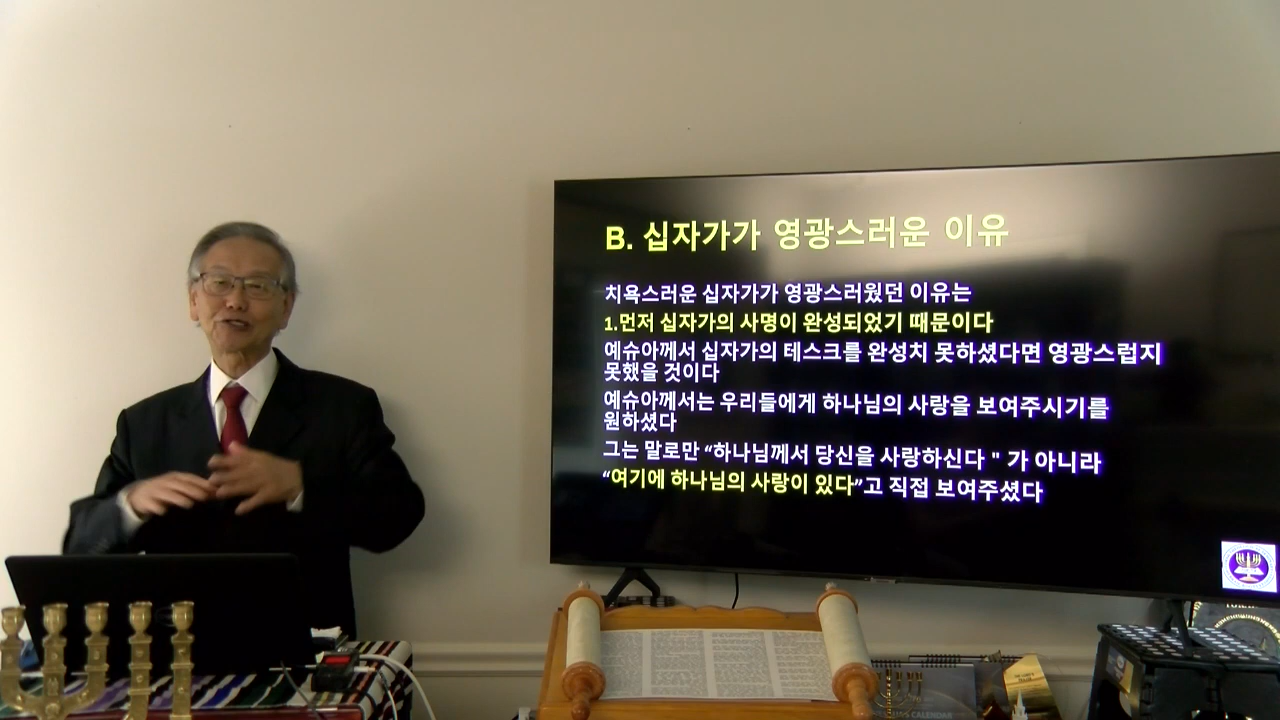 B. 십자가가 영광스러운 이유
치욕스러운 십자가가 영광스러웠던 이유는
1.먼저 십자가의 사명이 완성되었기 때문이다
예슈아께서 십자가의 테스크를 완성치 못하셨다면 영광스럽지
못했을 것이다
예슈아께서는 우리들에게 하나님의 사랑을 보여주시기를
원하셨다
그는 말로만 “하나님께서 당신을 사랑하신다 " 가 아니라
“여기에 하나님의 사랑이 있다”고 직접 보여주셨다
CALENDAR